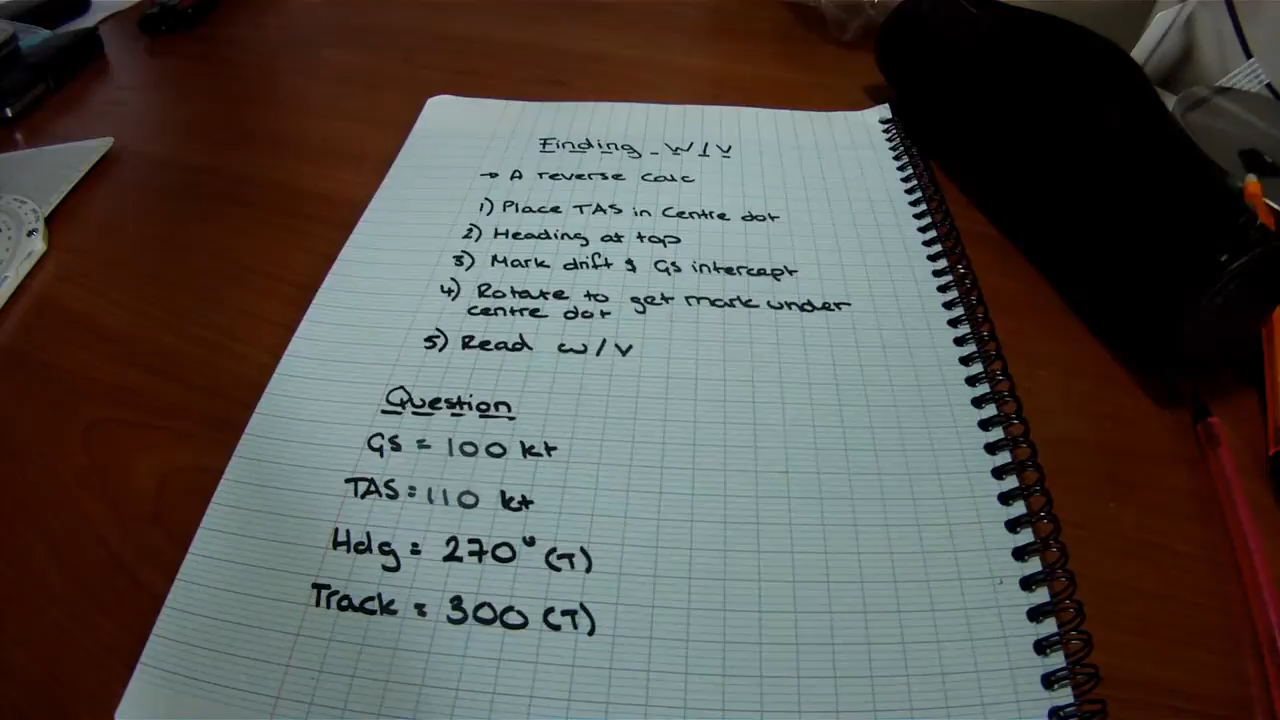 Finding W/V
→ A reverse calc
1) Place TAS in Centre dot
2) Heading at top
3) Mark drift & GS intercept
4) Rotate to get mark under
centre dot
5) Read w/v
Question
GS = 100 kt
TAS = 110 kt
Hdg = 270° (T)
Track = 300 (T)